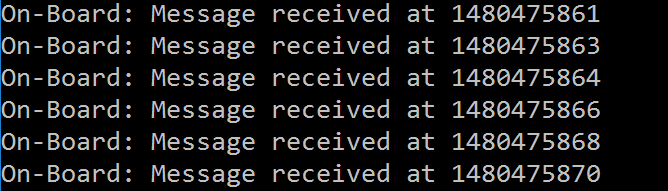 On-Board: Message received at 1480475861
On-Board: Message received at 1480475863
On-Board: Message received at 1480475864
On-Board: Message received at 1480475866
On-Board: Message received at 1480475868
On-Board: Message received at 1480475870